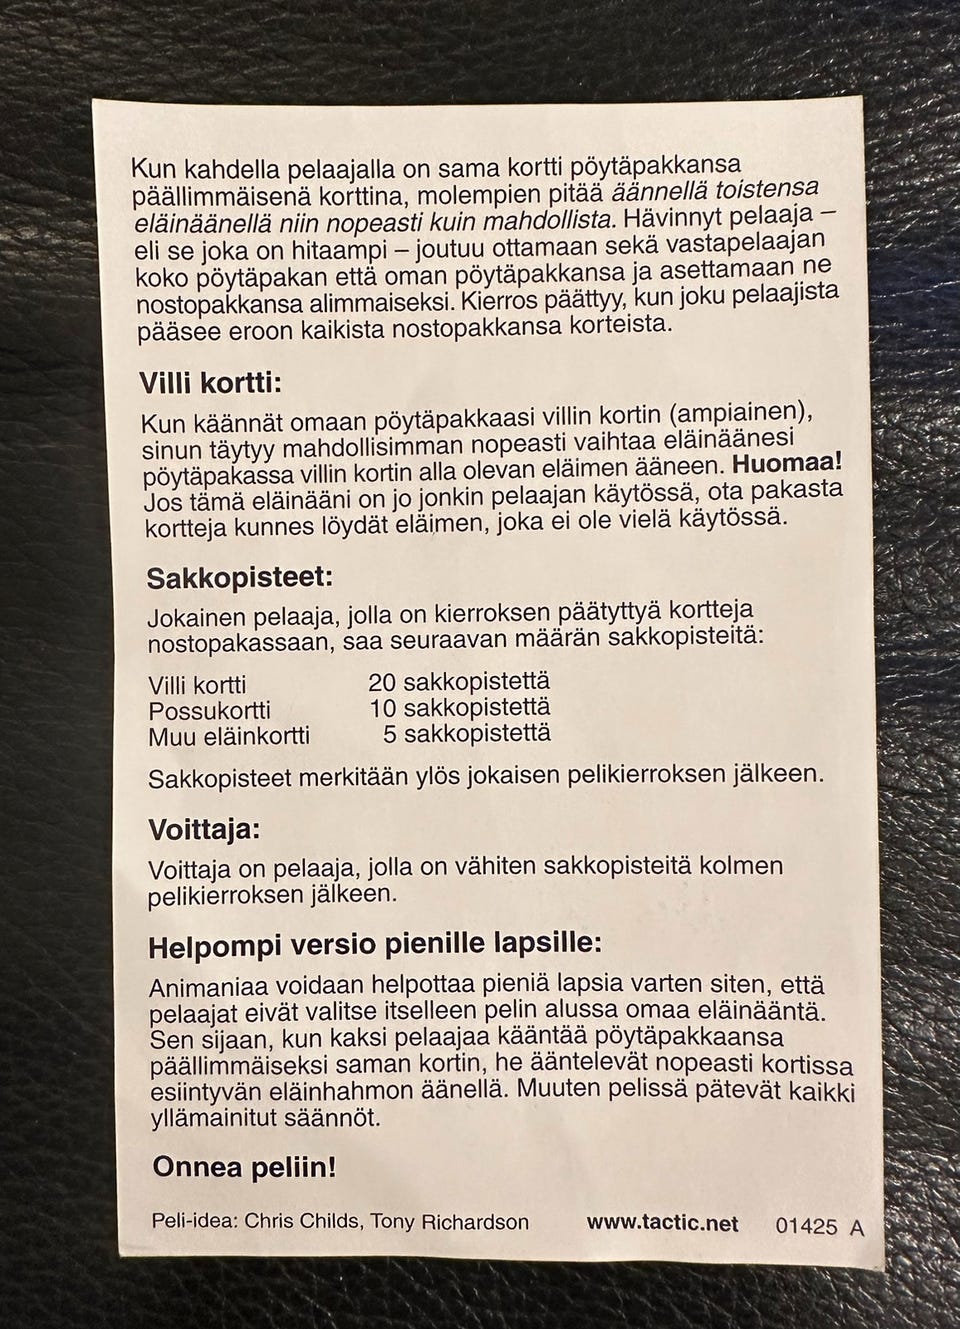 Kun kahdella pelaajalla on sama kortti pöytäpakkansa
päällimmäisenä korttina, molempien pitää äännellä toistensa
eläinäänellä niin nopeasti kuin mahdollista. Hävinnyt pelaaja –
eli se joka on hitaampi – joutuu ottamaan sekä vastapelaajan
koko pöytäpakan että oman pöytäpakkansa ja asettamaan ne
nostopakkansa alimmaiseksi. Kierros päättyy, kun joku pelaajista
pääsee eroon kaikista nostopakkansa korteista.
Villi kortti:
Kun käännät omaan pöytäpakkaasi villin kortin (ampiainen),
sinun täytyy mahdollisimman nopeasti vaihtaa eläinäänesi
pöytäpakassa villin kortin alla olevan eläimen ääneen. Huomaa!
Jos tämä eläinääni on jo jonkin pelaajan käytössä, ota pakasta
kortteja kunnes löydät eläimen, joka ei ole vielä käytössä.
Sakkopisteet:
Jokainen pelaaja, jolla on kierroksen päätyttyä kortteja
nostopakassaan, saa seuraavan määrän sakkopisteitä:
Villi kortti 20 sakkopistettä
Possukortti 10 sakkopistettä
Muu eläinkortti 5 sakkopistettä
Sakkopisteet merkitään ylös jokaisen pelikierroksen jälkeen.
Voittaja:
Voittaja on pelaaja, jolla on vähiten sakkopisteitä kolmen
pelikierroksen jälkeen.
Helpompi versio pienille lapsille:
Animaniaa voidaan helpottaa pieniä lapsia varten siten, että
pelaajat eivät valitse itselleen pelin alussa omaa eläinääntä.
Sen sijaan, kun kaksi pelaajaa kääntää pöytäpakkaansa
päällimmäiseksi saman kortin, he ääntelevät nopeasti kortissa
esiintyvän eläinhahmon äänellä. Muuten pelissä pätevät kaikki
yllämainitut säännöt.
Onnea peliin!
Peli-idea: Chris Childs, Tony Richardson www.tactic.net 01425 A